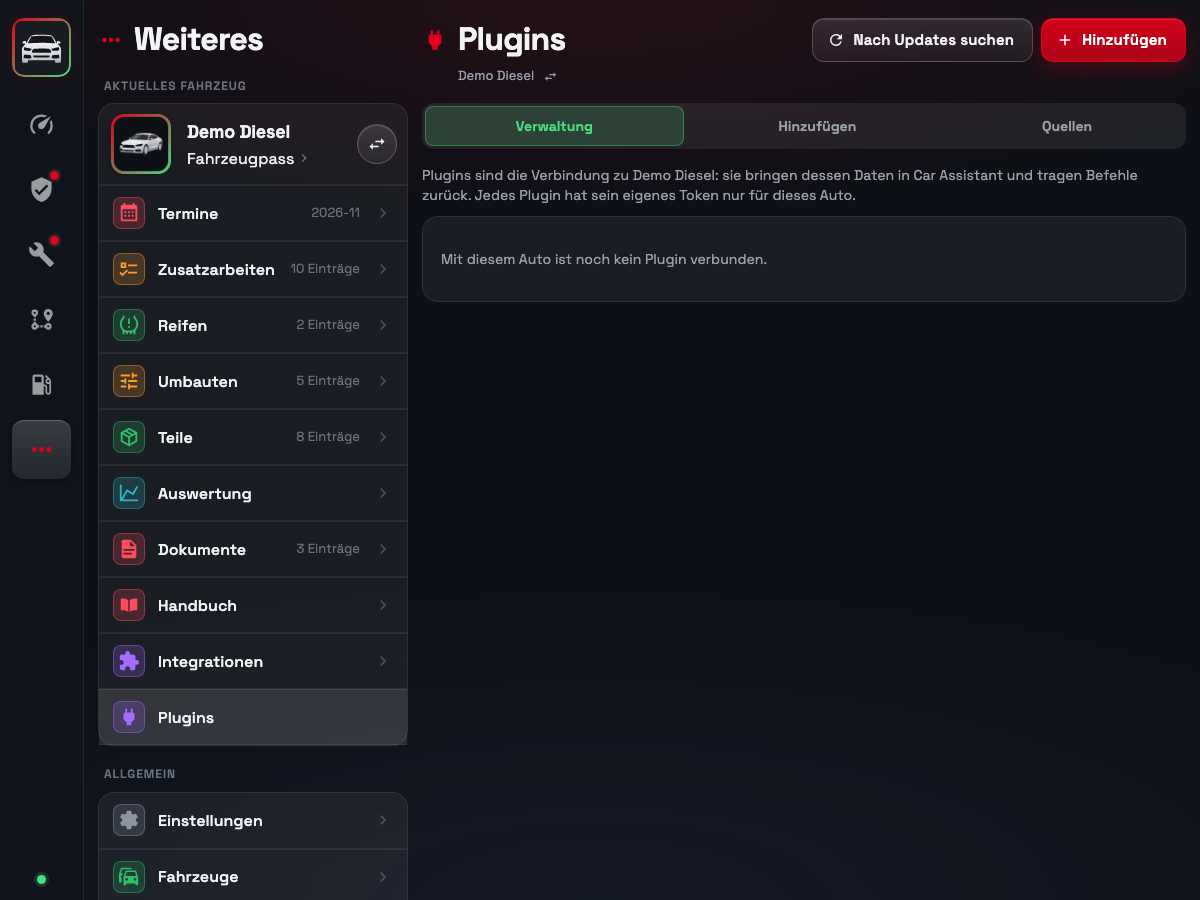 Weiteres
AKTUELLES FAHRZEUG
Demo Diesel
Fahrzeugpass
Termine 2026-11
Zusatzarbeiten 10 Einträge
Reifen 2 Einträge
Umbauten 5 Einträge
Teile 8 Einträge
Auswertung
Dokumente 3 Einträge
Handbuch
Integrationen
Plugins
ALLGEMEIN
Einstellungen
Fahrzeuge
Plugins
Demo Diesel
Nach Updates suchen
Hinzufügen
Verwaltung Hinzufügen Quellen
Plugins sind die Verbindung zu Demo Diesel: sie bringen dessen Daten in Car Assistant und tragen Befehle
zurück. Jedes Plugin hat sein eigenes Token nur für dieses Auto.
Mit diesem Auto ist noch kein Plugin verbunden.